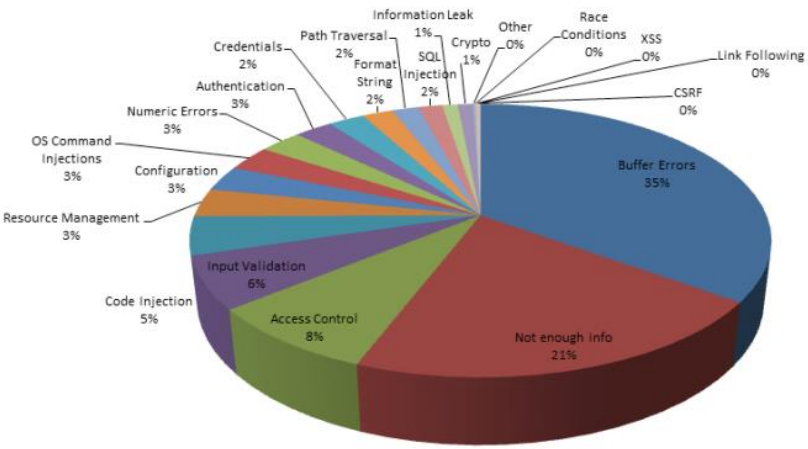 Information Leak
1%
Other
0%
Race
Conditions
0%
XSS
0%
Link Following
0%
CSRF
0%
Path Traversal
2%
Credentials
2%
Format
String
2%
SQL
Injection
2%
Crypto
1%
Authentication
3%
Numeric Errors
3%
OS Command
Injections
3%
Configuration
3%
Resource Management
3%
Code Injection
5%
Input Validation
6%
Access Control
8%
Not enough info
21%
Buffer Errors
35%